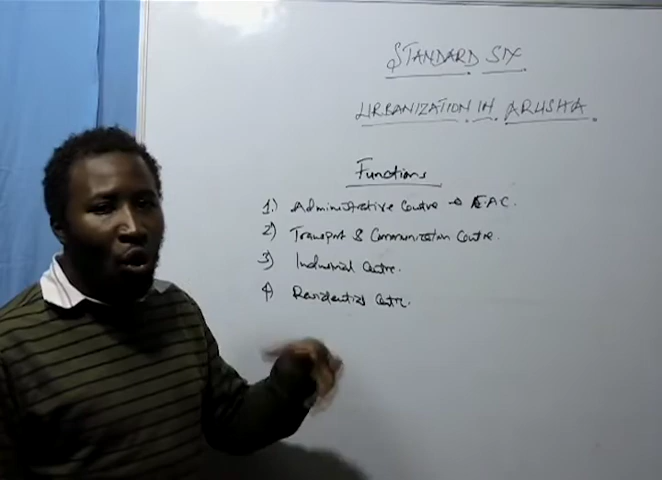 STANDARD SIX
URBANIZATION IN ARUSHA
Functions
1.) Administrative Centre → EAC.
2) Transport & Communication Centre.
3) Industrial Centre.
4) Residential Centre.